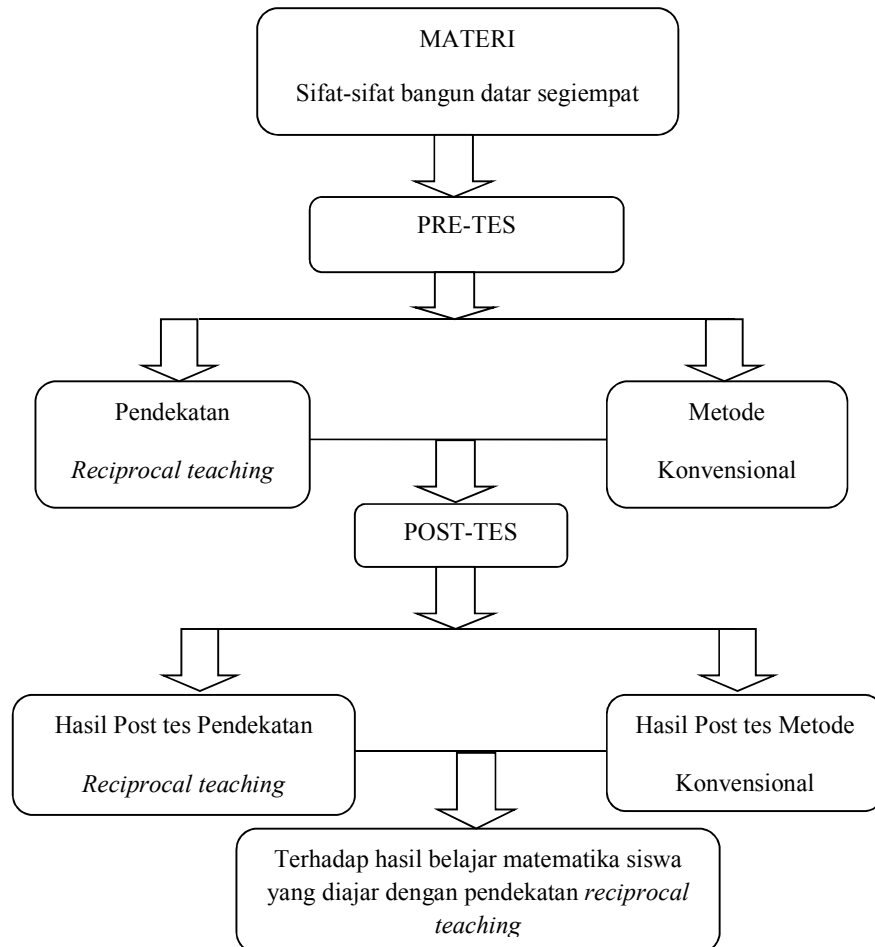 MATERI
Sifat-sifat bangun datar segiempat
PRE-TES
Pendekatan
Reciprocal teaching
Metode
Konvensional
POST-TES
Hasil Post tes Pendekatan
Reciprocal teaching
Hasil Post tes Metode
Konvensional
Terhadap hasil belajar matematika siswa
yang diajar dengan pendekatan reciprocal
teaching